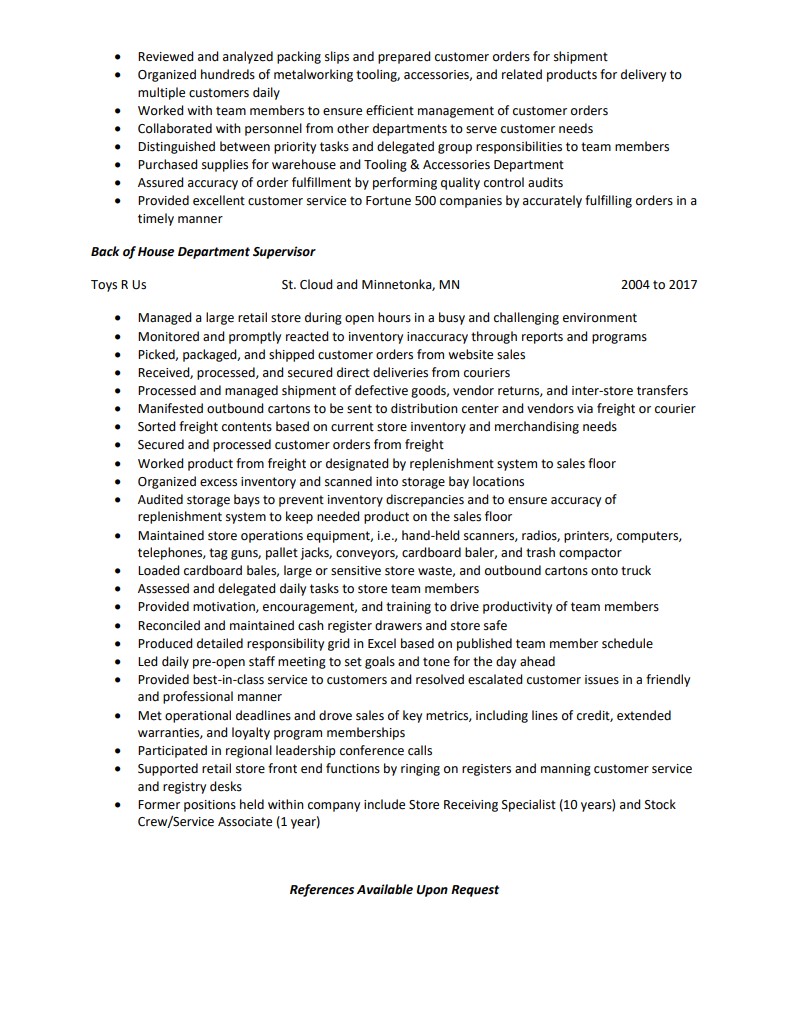 • Reviewed and analyzed packing slips and prepared customer orders for shipment
• Organized hundreds of metalworking tooling, accessories, and related products for delivery to
multiple customers daily
• Worked with team members to ensure efficient management of customer orders
• Collaborated with personnel from other departments to serve customer needs
• Distinguished between priority tasks and delegated group responsibilities to team members
• Purchased supplies for warehouse and Tooling & Accessories Department
• Assured accuracy of order fulfillment by performing quality control audits
• Provided excellent customer service to Fortune 500 companies by accurately fulfilling orders in a
timely manner
Back of House Department Supervisor
Toys R Us St. Cloud and Minnetonka, MN 2004 to 2017
• Managed a large retail store during open hours in a busy and challenging environment
• Monitored and promptly reacted to inventory inaccuracy through reports and programs
• Picked, packaged, and shipped customer orders from website sales
• Received, processed, and secured direct deliveries from couriers
• Processed and managed shipment of defective goods, vendor returns, and inter-store transfers
• Manifested outbound cartons to be sent to distribution center and vendors via freight or courier
• Sorted freight contents based on current store inventory and merchandising needs
• Secured and processed customer orders from freight
• Worked product from freight or designated by replenishment system to sales floor
• Organized excess inventory and scanned into storage bay locations
• Audited storage bays to prevent inventory discrepancies and to ensure accuracy of
replenishment system to keep needed product on the sales floor
• Maintained store operations equipment, i.e., hand-held scanners, radios, printers, computers,
telephones, tag guns, pallet jacks, conveyors, cardboard baler, and trash compactor
• Loaded cardboard bales, large or sensitive store waste, and outbound cartons onto truck
• Assessed and delegated daily tasks to store team members
• Provided motivation, encouragement, and training to drive productivity of team members
• Reconciled and maintained cash register drawers and store safe
• Produced detailed responsibility grid in Excel based on published team member schedule
• Led daily pre-open staff meeting to set goals and tone for the day ahead
• Provided best-in-class service to customers and resolved escalated customer issues in a friendly
and professional manner
• Met operational deadlines and drove sales of key metrics, including lines of credit, extended
warranties, and loyalty program memberships
• Participated in regional leadership conference calls
• Supported retail store front end functions by ringing on registers and manning customer service
and registry desks
• Former positions held within company include Store Receiving Specialist (10 years) and Stock
Crew/Service Associate (1 year)
References Available Upon Request